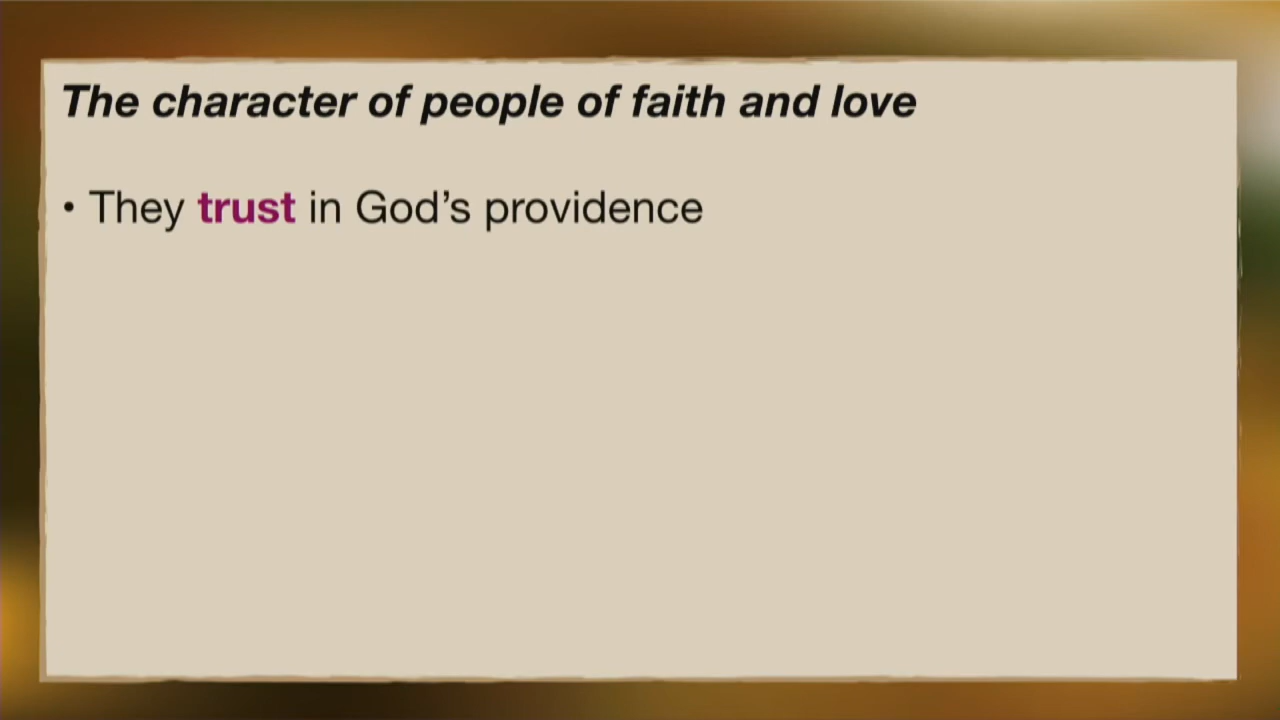 The character of people of faith and love
• They trust in God’s providence